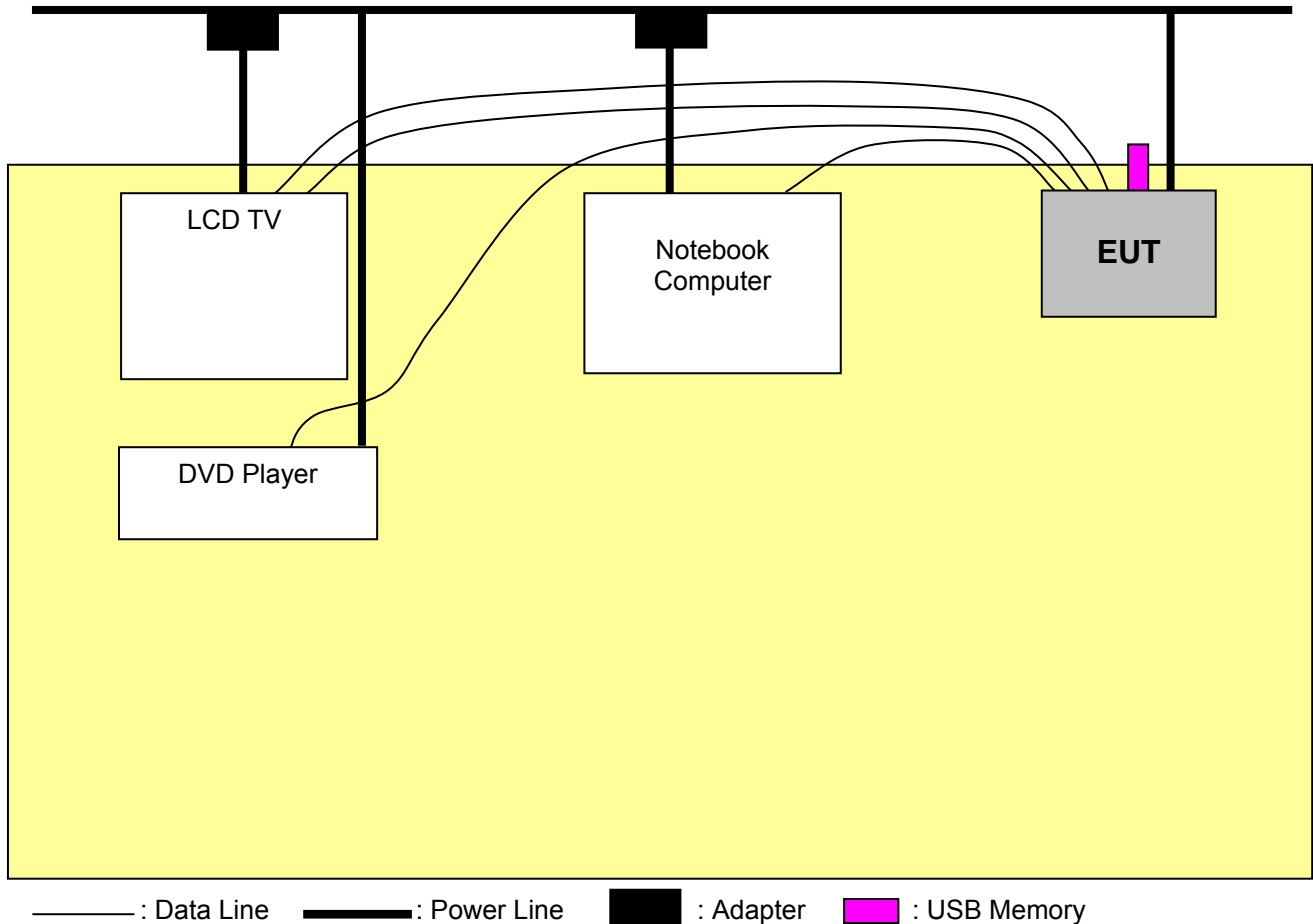 LCD TV
Notebook
Computer
EUT
DVD Player
: Data Line
: Power Line
: Adapter
: USB Memory